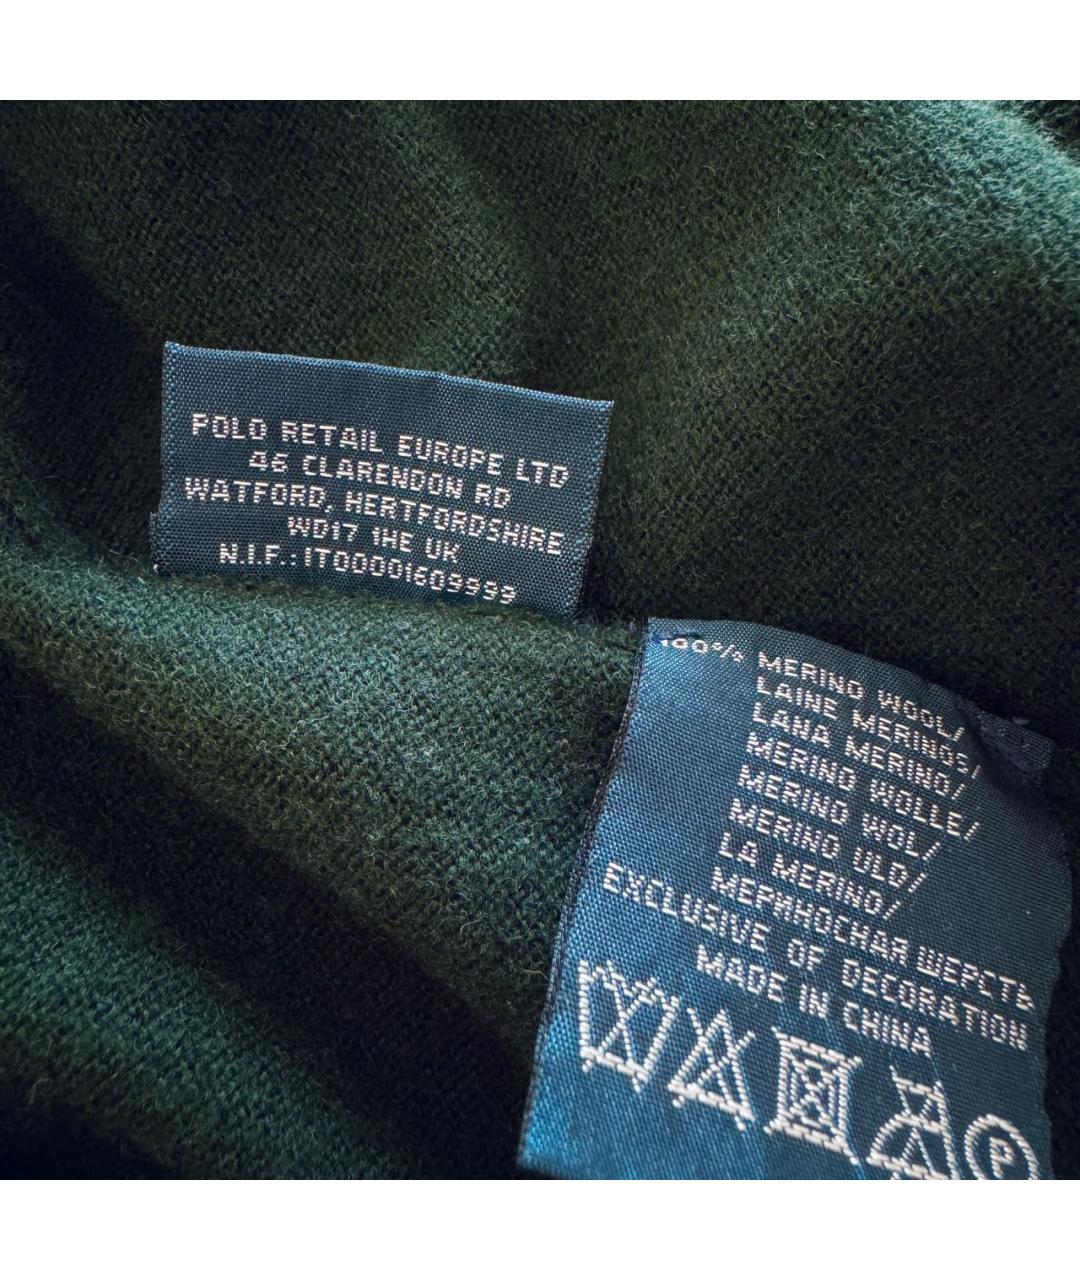 POLO RETAIL EUROPE LTD
46 CLARENDON RD
WATFORD, HERTFORDSHIRE
WD17 1HE UK
N.I.F.: IT00001609999
100% MERINO WOOL/
LAINE MERINOS/
LANA MERINO/
MERINO WOLLE/
MERINO WOL/
MERINO ULD/
LA MERINO/
МЕРИНОСНАЯ ШЕРСТЬ
EXCLUSIVE OF DECORATION
MADE IN CHINA
P